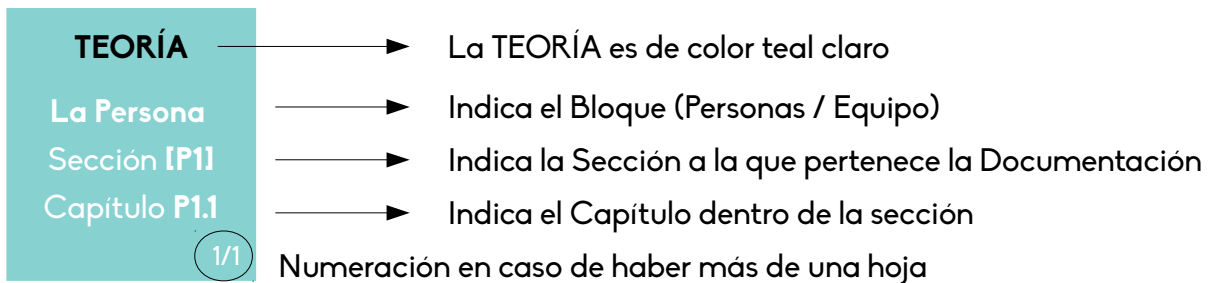 TEORÍA La TEORÍA es de color teal claro
La Persona Indica el Bloque (Personas / Equipo)
Sección [P1] Indica la Sección a la que pertenece la Documentación
Capítulo P1.1 Indica el Capítulo dentro de la sección
1/1 Numeración en caso de haber más de una hoja